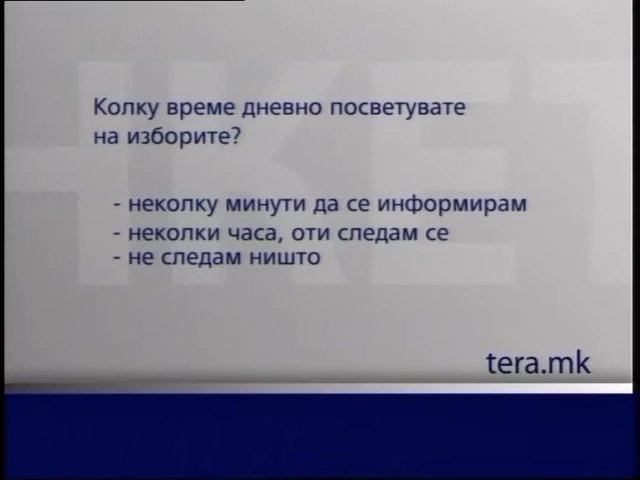 НКЕТ
Колку време дневно посветувате
на изборите?
- неколку минути да се информирам
- неколки часа, оти следам се
- не следам ништо
tera.mk